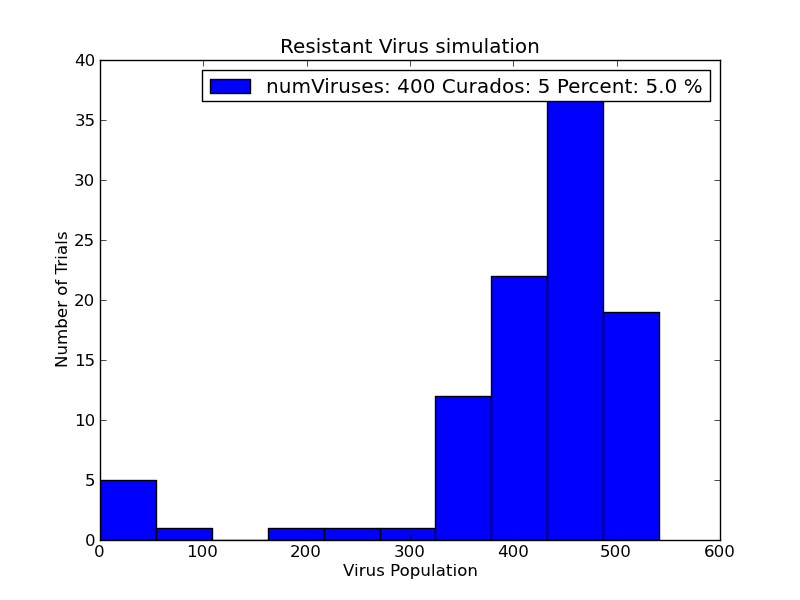 Resistant Virus simulation
numViruses: 400 Curados: 5 Percent: 5.0 %
40
35
30
25
20
15
10
5
0
Number of Trials
0 100 200 300 400 500 600
Virus Population